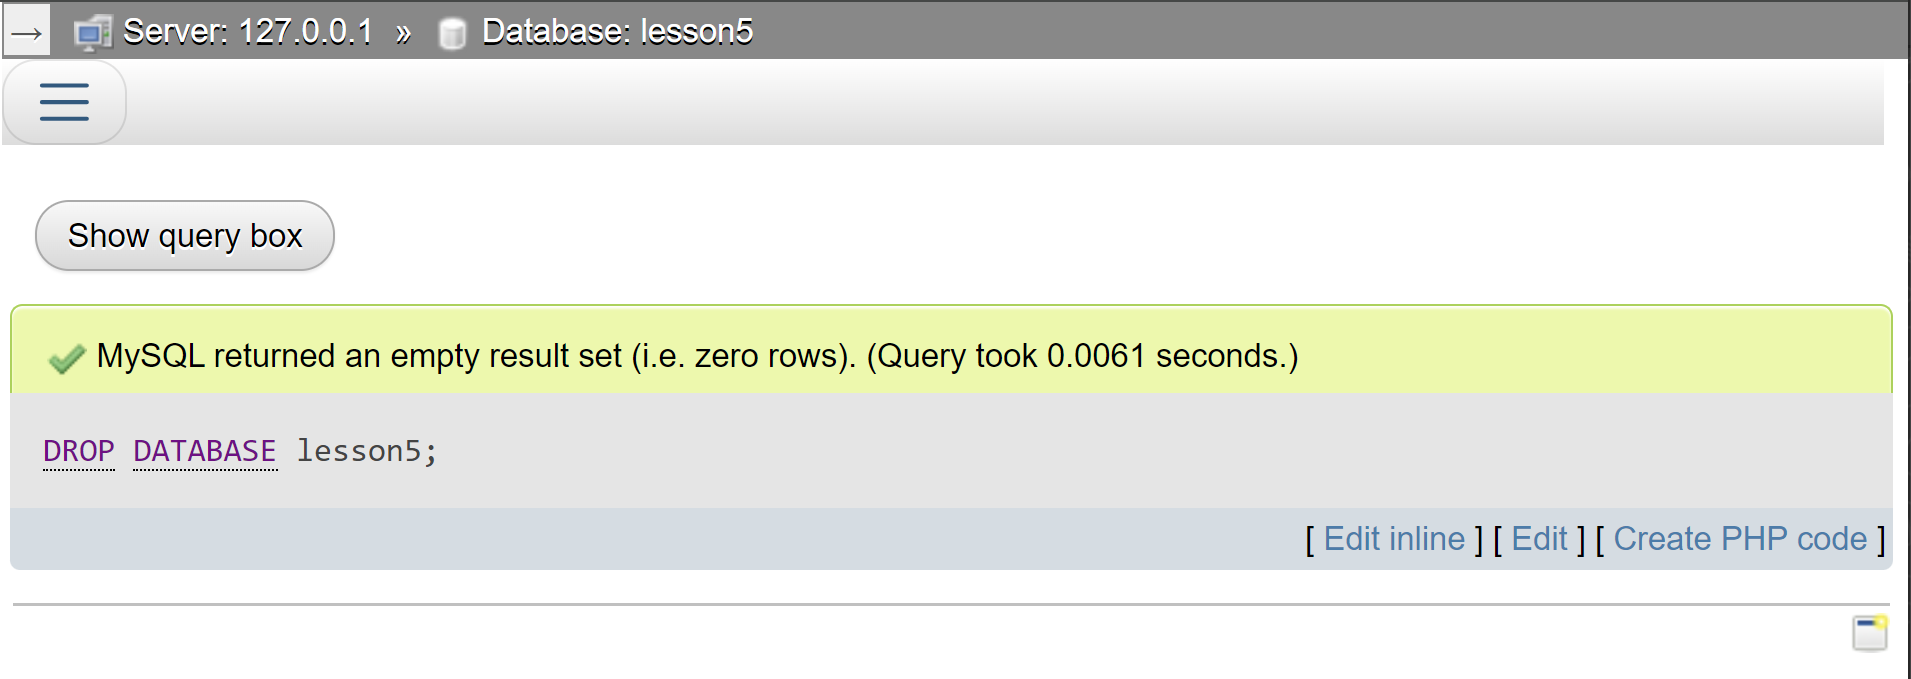 → Server: 127.0.0.1 » Database: lesson5
Show query box
MySQL returned an empty result set (i.e. zero rows). (Query took 0.0061 seconds.)
DROP DATABASE lesson5;
[ Edit inline ] [ Edit ] [ Create PHP code ]